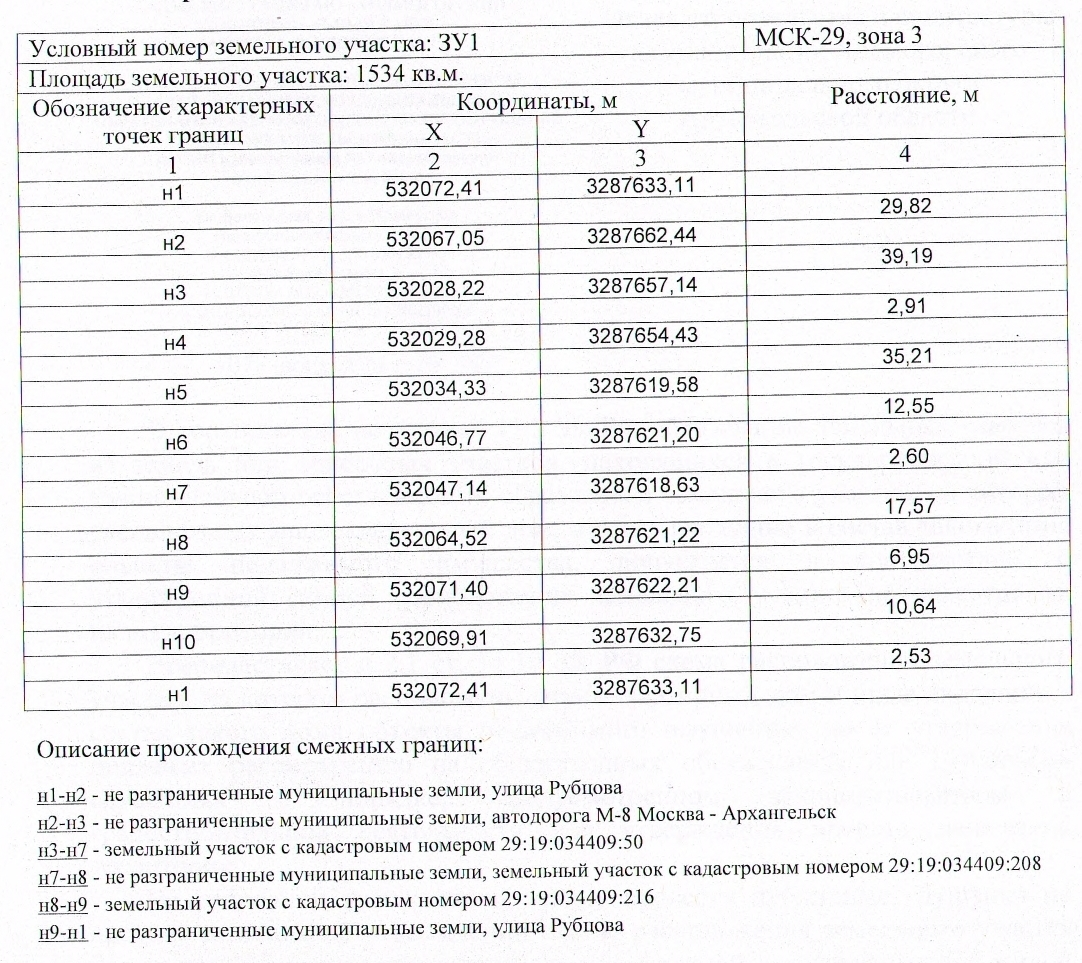 Условный номер земельного участка: ЗУ1 МСК-29, зона 3
Площадь земельного участка: 1534 кв.м.
Обозначение характерных точек границ Координаты, м Расстояние, м
X Y
1 2 3 4
н1 532072,41 3287633,11
29,82
н2 532067,05 3287662,44
39,19
н3 532028,22 3287657,14
2,91
н4 532029,28 3287654,43
35,21
н5 532034,33 3287619,58
12,55
н6 532046,77 3287621,20
2,60
н7 532047,14 3287618,63
17,57
н8 532064,52 3287621,22
6,95
н9 532071,40 3287622,21
10,64
н10 532069,91 3287632,75
2,53
н1 532072,41 3287633,11
Описание прохождения смежных границ:
н1-н2 - не разграниченные муниципальные земли, улица Рубцова
н2-н3 - не разграниченные муниципальные земли, автодорога М-8 Москва - Архангельск
н3-н7 - земельный участок с кадастровым номером 29:19:034409:50
н7-н8 - не разграниченные муниципальные земли, земельный участок с кадастровым номером 29:19:034409:208
н8-н9 - земельный участок с кадастровым номером 29:19:034409:216
н9-н1 - не разграниченные муниципальные земли, улица Рубцова